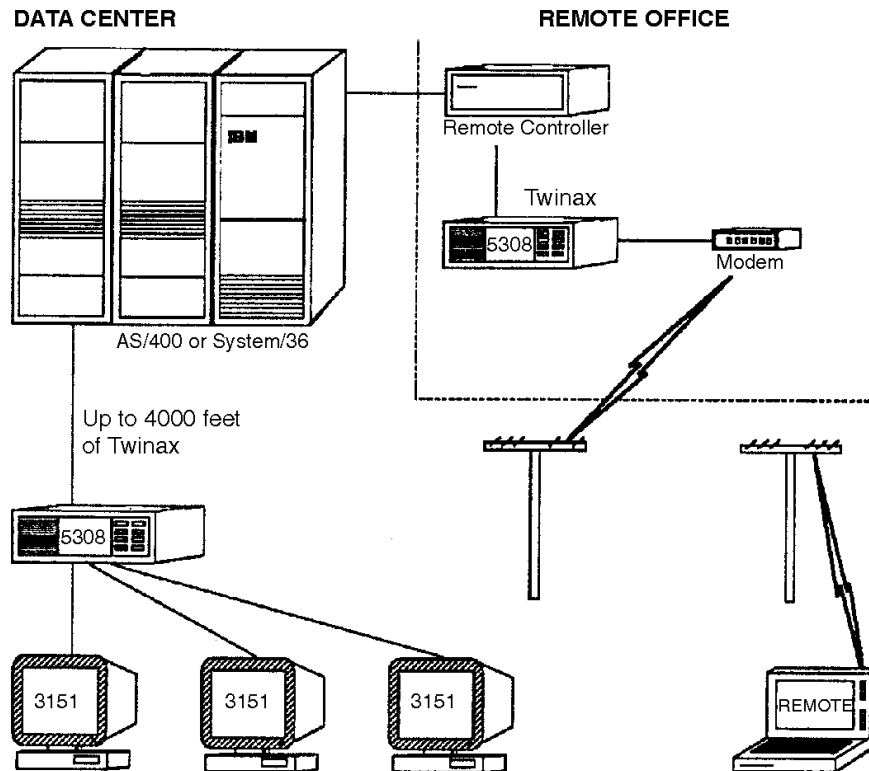 DATA CENTER
REMOTE OFFICE
IBM
Remote Controller
Twinax
5308
Modem
AS/400 or System/36
Up to 4000 feet
of Twinax
5308
3151
3151
3151
REMOTE